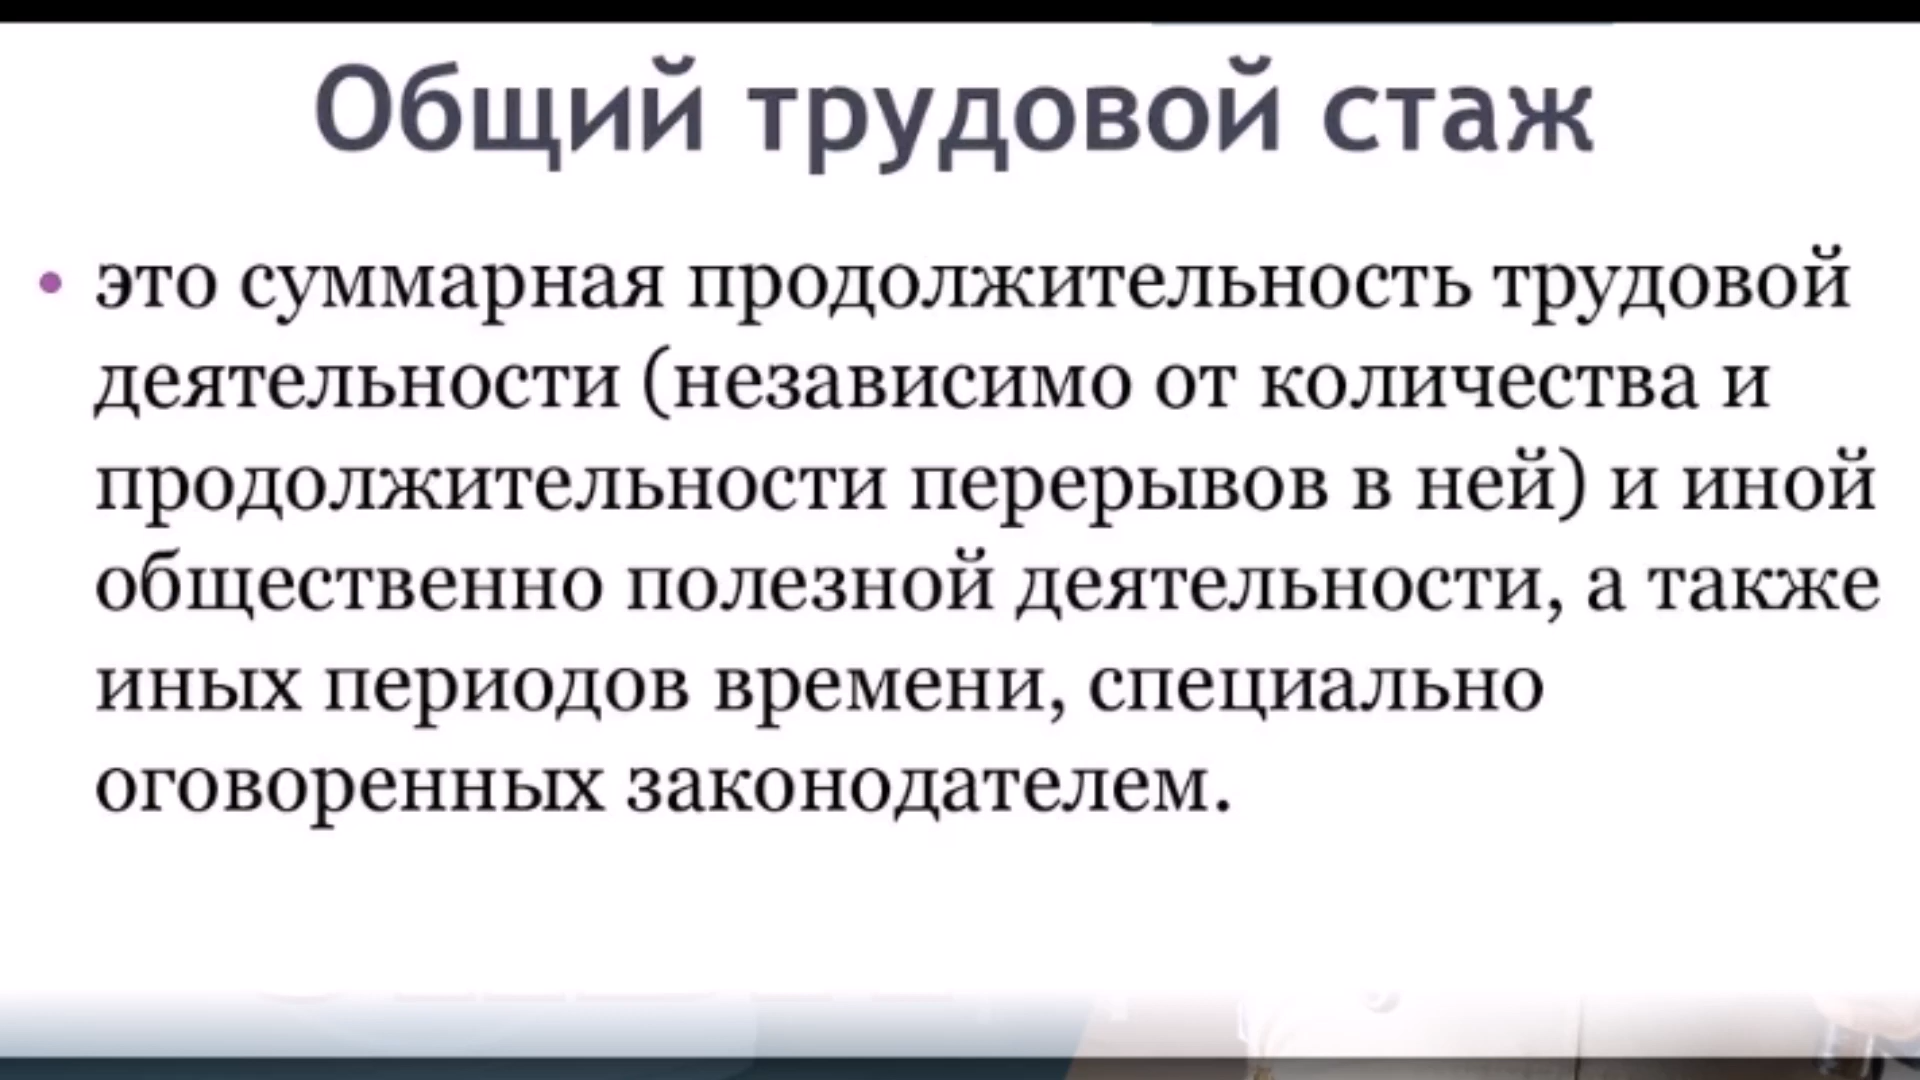 Общий трудовой стаж
• это суммарная продолжительность трудовой
деятельности (независимо от количества и
продолжительности перерывов в ней) и иной
общественно полезной деятельности, а также
иных периодов времени, специально
оговоренных законодателем.